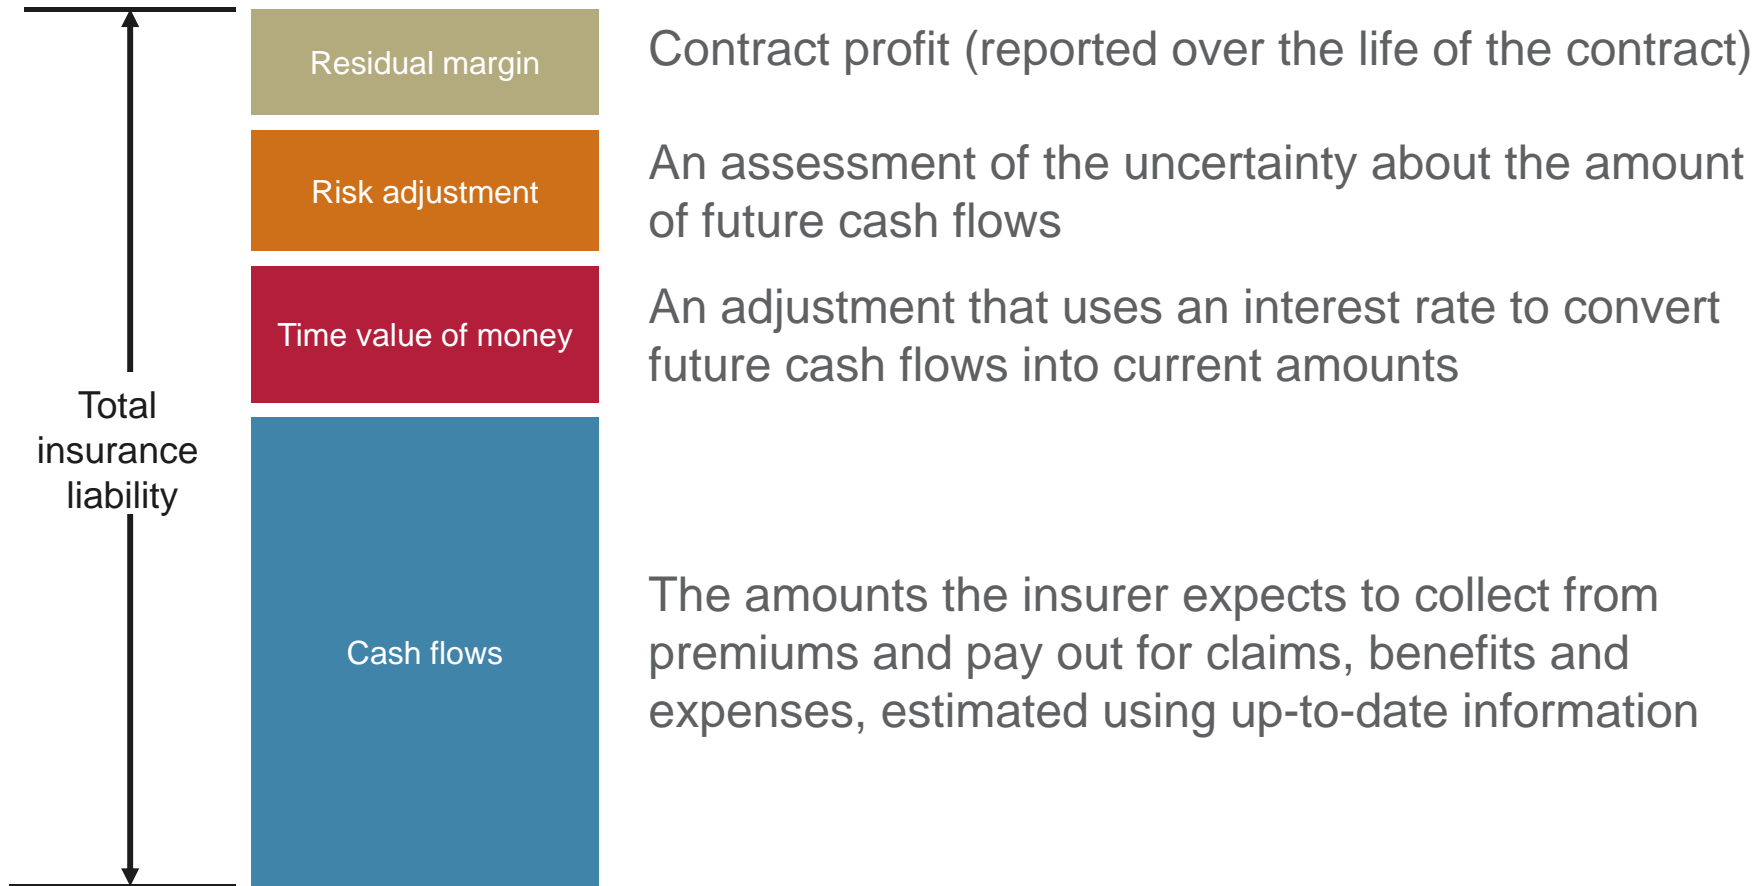 Residual margin
Contract profit (reported over the life of the contract)
Risk adjustment
An assessment of the uncertainty about the amount
of future cash flows
Time value of money
An adjustment that uses an interest rate to convert
future cash flows into current amounts
Total
insurance
liability
Cash flows
The amounts the insurer expects to collect from
premiums and pay out for claims, benefits and
expenses, estimated using up-to-date information